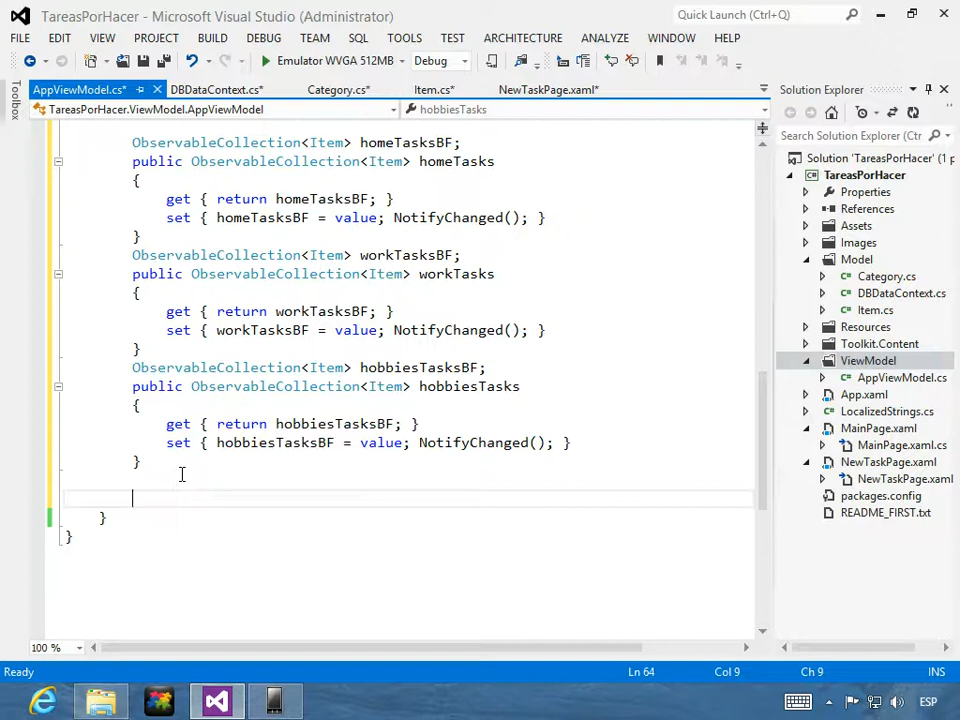 TareasPorHacer - Microsoft Visual Studio (Administrator)
Quick Launch (Ctrl+Q)
FILE EDIT VIEW PROJECT BUILD DEBUG TEAM SQL TOOLS TEST ARCHITECTURE ANALYZE WINDOW HELP
Emulator WVGA 512MB Debug
Toolbox
AppViewModel.cs* DBDataContext.cs* Category.cs* Item.cs* NewTaskPage.xaml*
TareasPorHacer.ViewModel.AppViewModel hobbiesTasks
ObservableCollection<Item> homeTasksBF;
public ObservableCollection<Item> homeTasks
{
get { return homeTasksBF; }
set { homeTasksBF = value; NotifyChanged(); }
}
ObservableCollection<Item> workTasksBF;
public ObservableCollection<Item> workTasks
{
get { return workTasksBF; }
set { workTasksBF = value; NotifyChanged(); }
}
ObservableCollection<Item> hobbiesTasksBF;
public ObservableCollection<Item> hobbiesTasks
{
get { return hobbiesTasksBF; }
set { hobbiesTasksBF = value; NotifyChanged(); }
}
}
}
100 %
Solution Explorer
Search Solution Explorer (Ctr
Solution 'TareasPorHacer' (1 p
TareasPorHacer
Properties
References
Assets
Images
Model
Category.cs
DBDataContext.cs
Item.cs
Resources
Toolkit.Content
ViewModel
AppViewModel.cs
App.xaml
LocalizedStrings.cs
MainPage.xaml
MainPage.xaml.cs
NewTaskPage.xaml
NewTaskPage.xaml
packages.config
README_FIRST.txt
Ready Ln 64 Col 9 Ch 9 INS
ESP